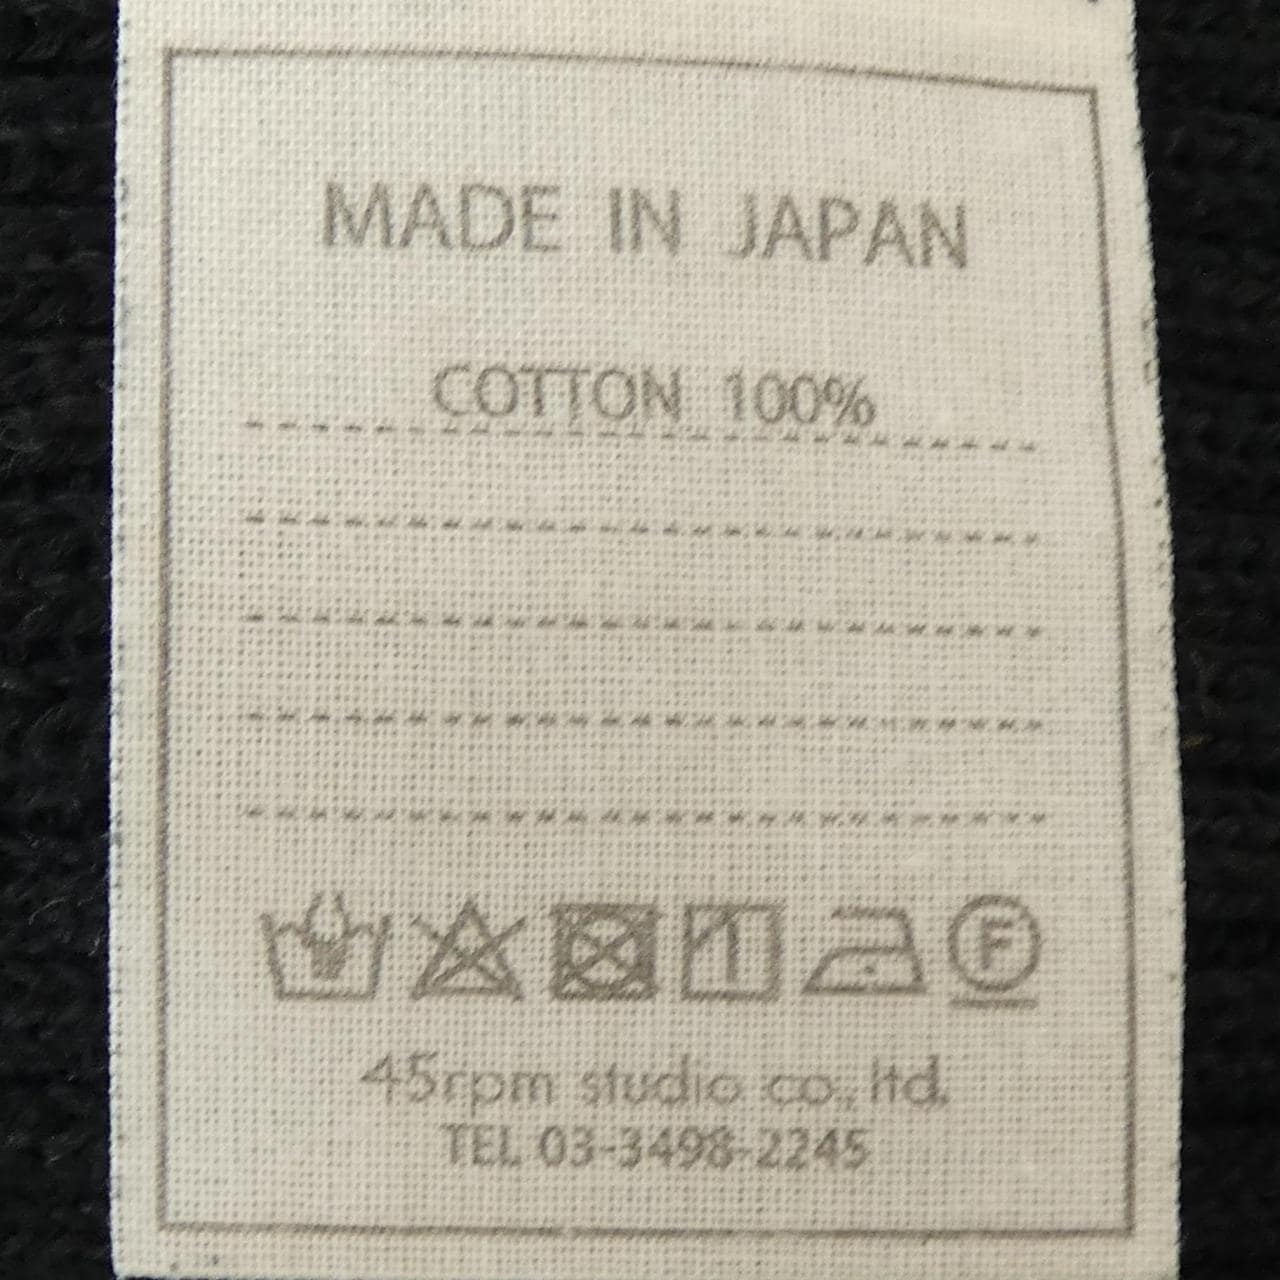 MADE IN JAPAN
COTTON 100%
F
45rpm studio co., ltd.
TEL 03-3498-2245